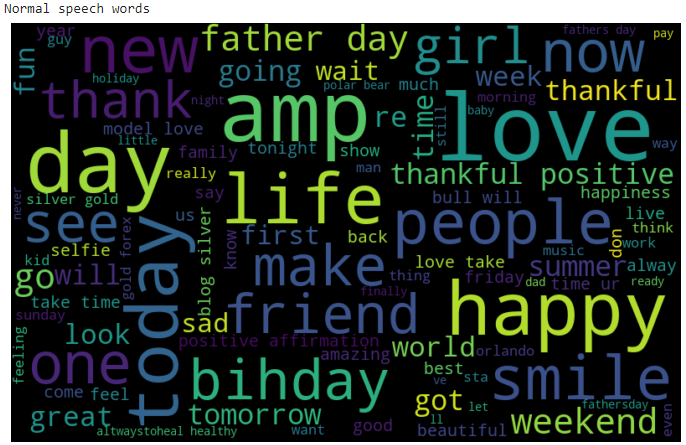 Normal speech words
year
guy
new
father day
girl
now
fathers day
pay
fun
holiday
going
wait
polar bear
much
week
thankful
thank
night
amp
re
time
still
morning
baby
love
way
model love
little
family
tonight
show
man
thankful positive
day
really
say
life
happiness
never
silver gold
see
us
blog silver
know
first
back
people
bull will
live
think
work
music
don
selfie
today
gold forex
make
love take
thing
friday
summer
alway
kid
go
will
take time
finally
dad
time ur
ready
sunday
sad
friend
happy
feeling
look
positive affirmation
amazing
world
orlando
one
bihday
best
ve
sta
smile
come
feel
got
let
fathersday
great
tomorrow
ll
beautiful
weekend
even
altwaystoheal healthy
want
good